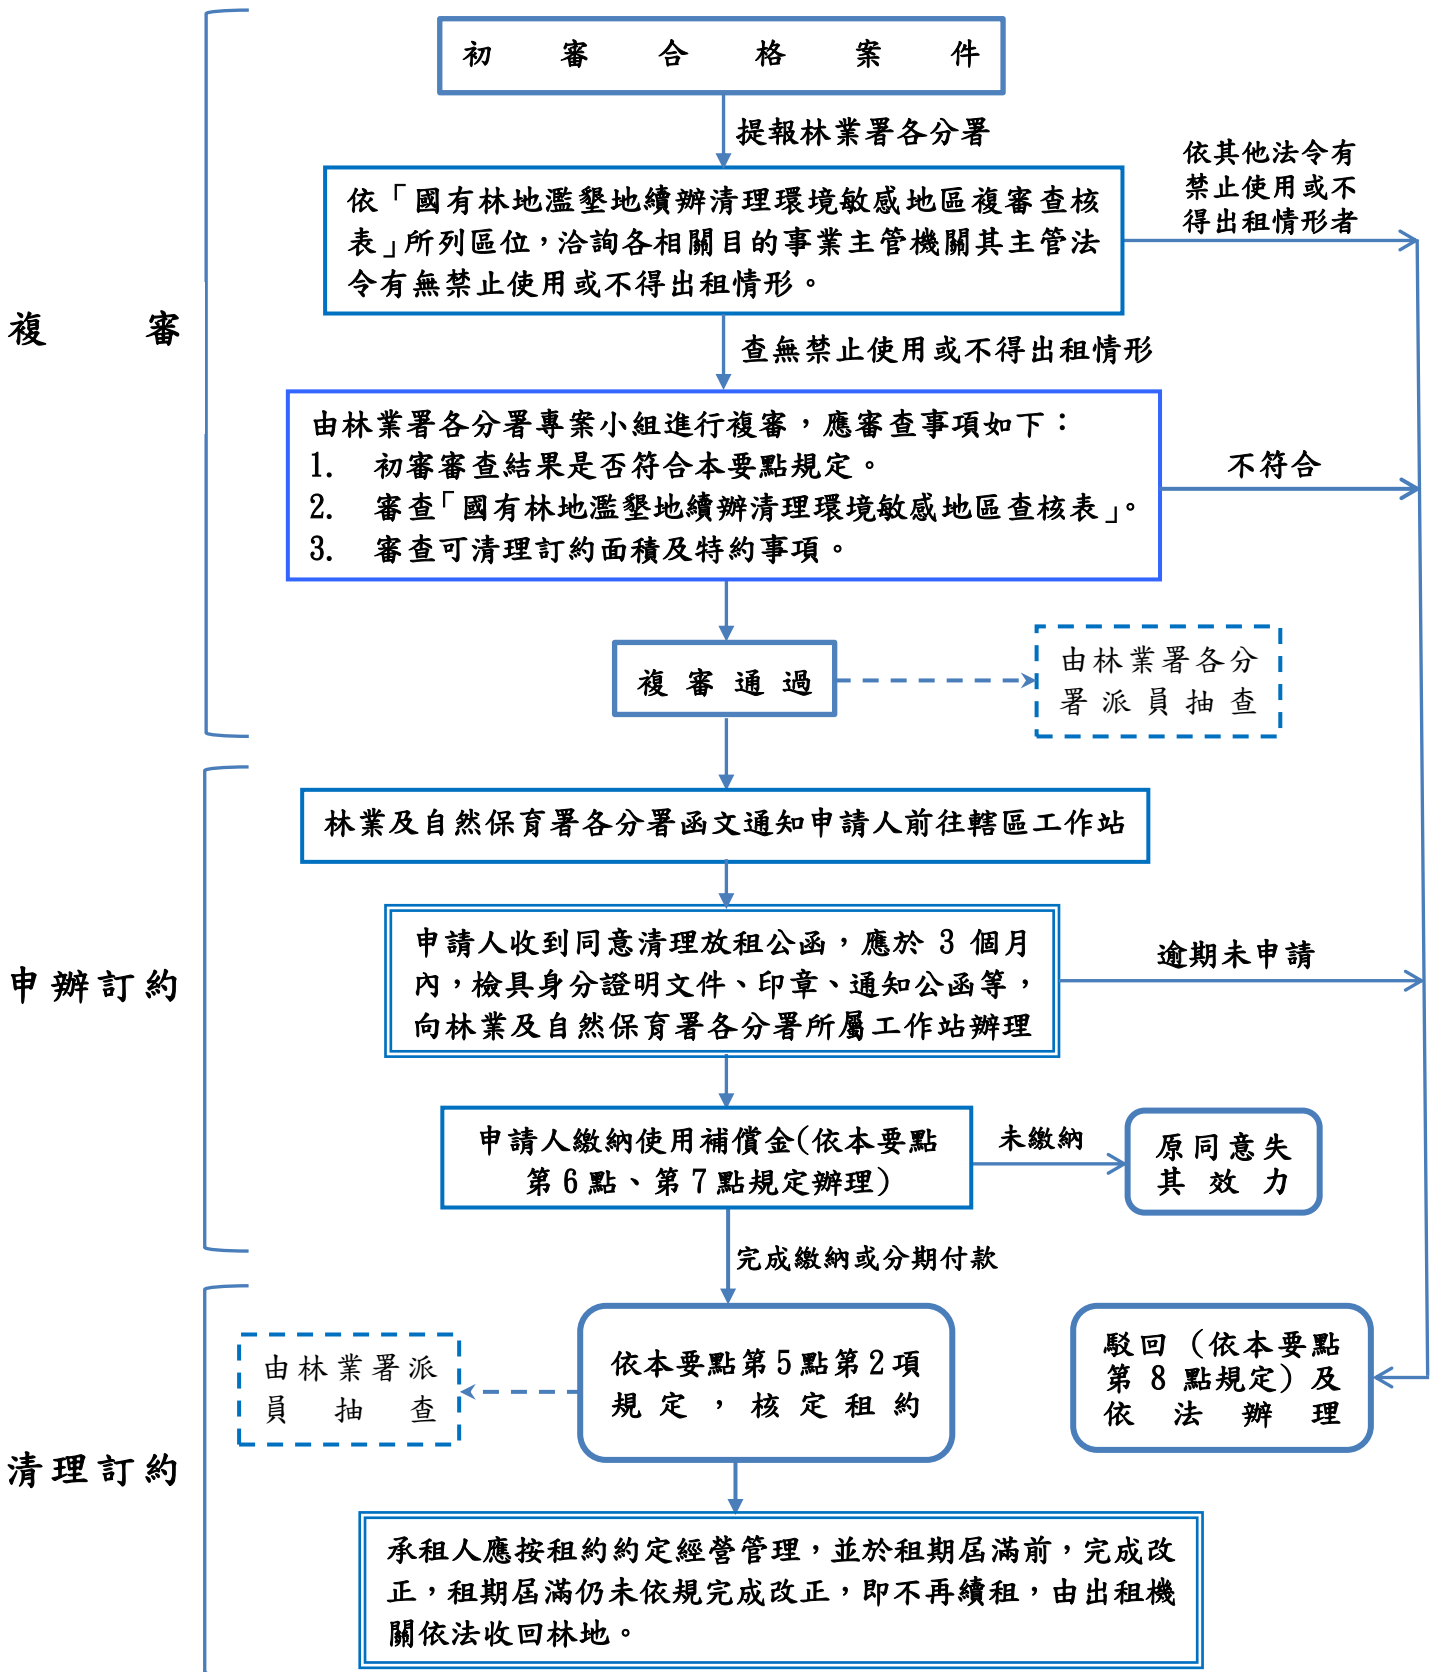 初審合格案件
提報林業署各分署
依其他法令有
禁止使用或不
得出租情形者
依「國有林地濫墾地續辦清理環境敏感地區複審查核
表」所列區位，洽詢各相關目的事業主管機關其主管法
令有無禁止使用或不得出租情形。
複審
查無禁止使用或不得出租情形
由林業署各分署專案小組進行複審，應審查事項如下：
1. 初審審查結果是否符合本要點規定。
2. 審查「國有林地濫墾地續辦清理環境敏感地區查核表」。
3. 審查可清理訂約面積及特約事項。
不符合
複審通過
由林業署各分
署派員抽查
林業及自然保育署各分署函文通知申請人前往轄區工作站
申辦訂約
申請人收到同意清理放租公函，應於 3 個月
內，檢具身分證明文件、印章、通知公函等，
向林業及自然保育署各分署所屬工作站辦理
逾期未申請
申請人繳納使用補償金(依本要點
第 6 點、第 7 點規定辦理)
未繳納
原同意失
其效力
完成繳納或分期付款
清理訂約
由林業署派
員抽查
依本要點第 5 點第 2 項
規定，核定租約
駁回（依本要點
第 8 點規定）及
依法辦理
承租人應按租約約定經營管理，並於租期屆滿前，完成改
正，租期屆滿仍未依規完成改正，即不再續租，由出租機
關依法收回林地。